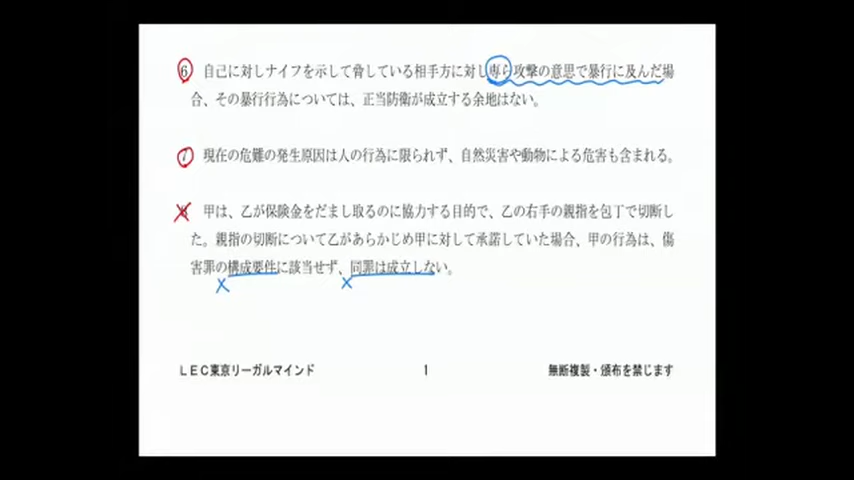 6 自己に対しナイフを示して脅している相手方に対し専ら攻撃の意思で暴行に及んだ場
合、その暴行行為については、正当防衛が成立する余地はない。
7 現在の危難の発生原因は人の行為に限られず、自然災害や動物による危害も含まれる。
8 甲は、乙が保険金をだまし取るのに協力する目的で、乙の右手の親指を包丁で切断し
た。親指の切断について乙があらかじめ甲に対して承諾していた場合、甲の行為は、傷
害罪の構成要件に該当せず、同罪は成立しない。
× ×
LEC東京リーガルマインド 1 無断複製・頒布を禁じます